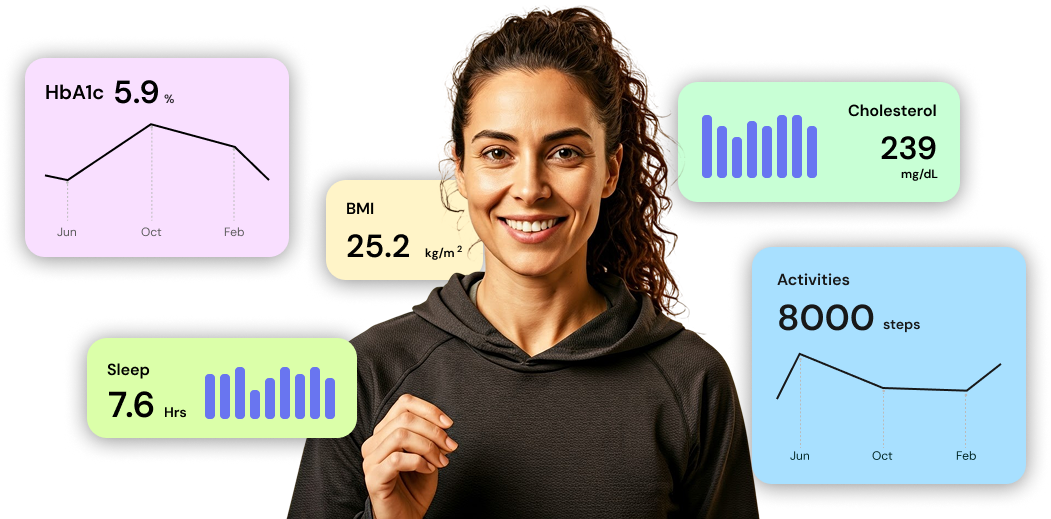 HbA1c 5.9 %
Jun Oct Feb
BMI
25.2 kg/m²
Sleep
7.6 Hrs
Cholesterol
239
mg/dL
Activities
8000 steps
Jun Oct Feb